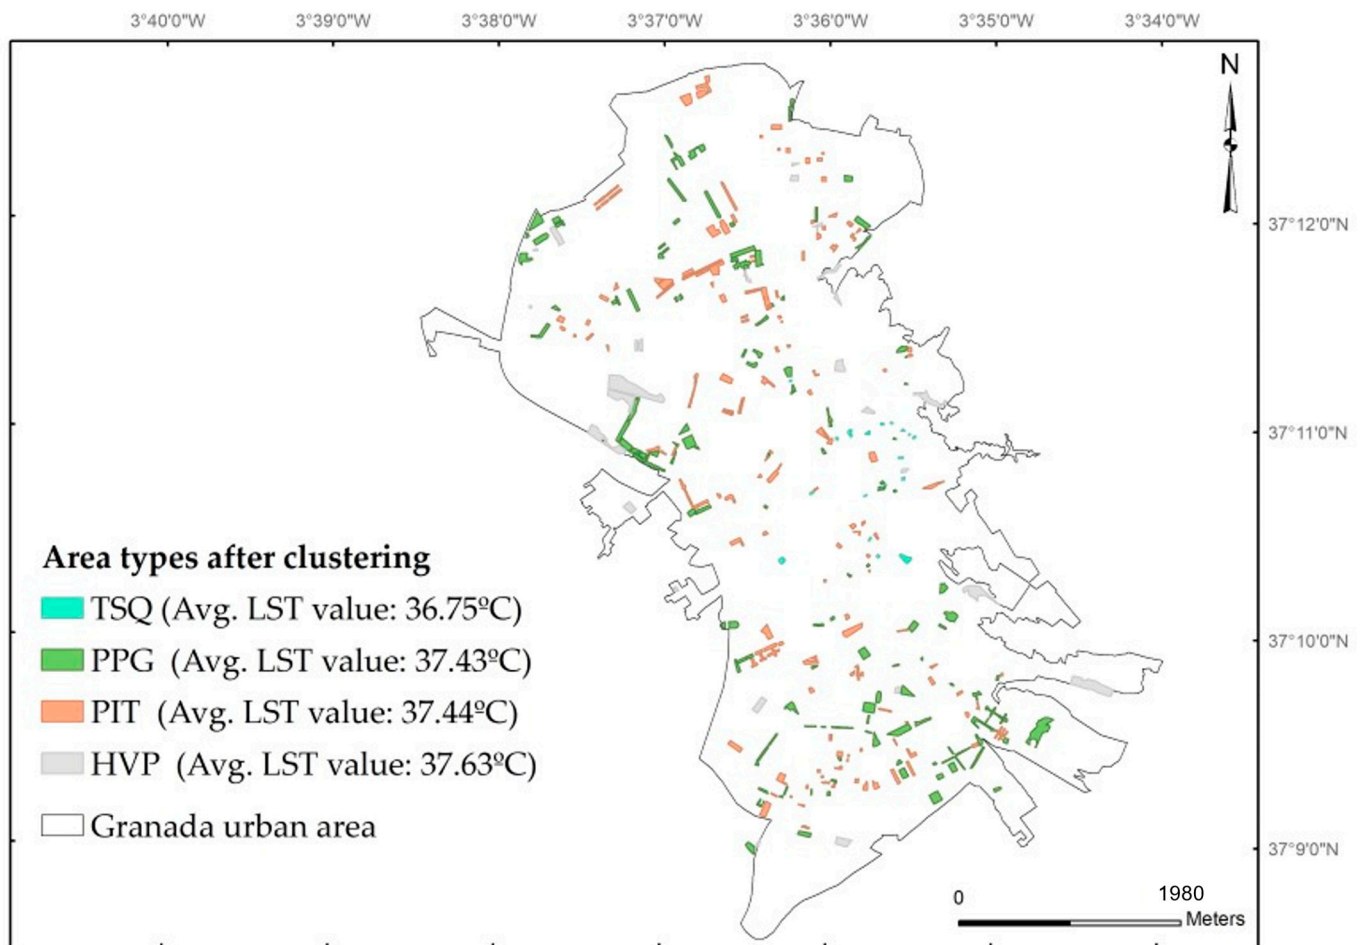 3°40'0"W 3°39'0"W 3°38'0"W 3°37'0"W 3°36'0"W 3°35'0"W 3°34'0"W
N
37°12'0"N
37°11'0"N
37°10'0"N
37°9'0"N
Area types after clustering
TSQ (Avg. LST value: 36.75ºC)
PPG (Avg. LST value: 37.43ºC)
PIT (Avg. LST value: 37.44ºC)
HVP (Avg. LST value: 37.63ºC)
Granada urban area
0 1980
Meters